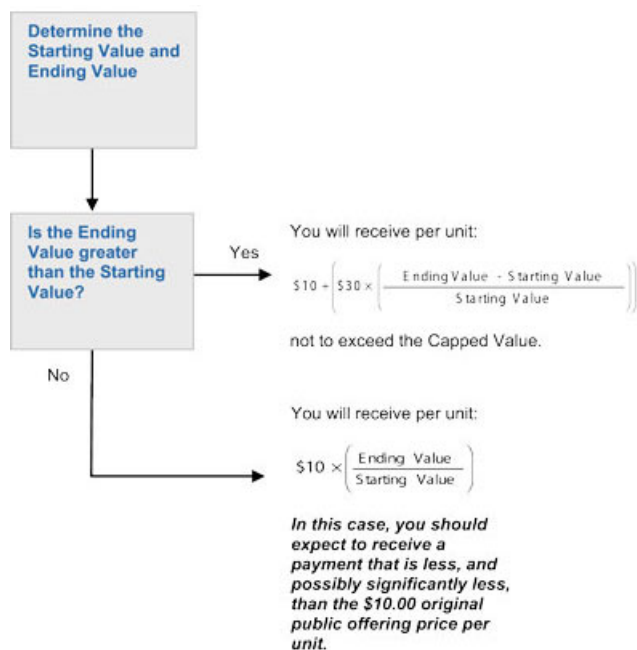 Determine the
Starting Value and
Ending Value
Is the Ending
Value greater
than the Starting
Value?
Yes
You will receive per unit:
$10 + ($30 × (Ending Value - Starting Value
Starting Value))
not to exceed the Capped Value.
No
You will receive per unit:
$10 × (Ending Value
Starting Value)
In this case, you should
expect to receive a
payment that is less, and
possibly significantly less,
than the $10.00 original
public offering price per
unit.